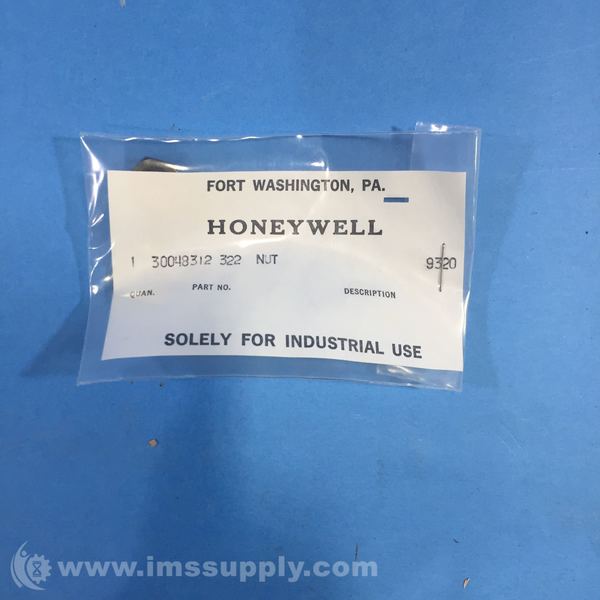 FORT WASHINGTON, PA.
HONEYWELL
1 30048312 322 NUT 9320
QUAN. PART NO. DESCRIPTION
SOLELY FOR INDUSTRIAL USE
www.imssupply.com